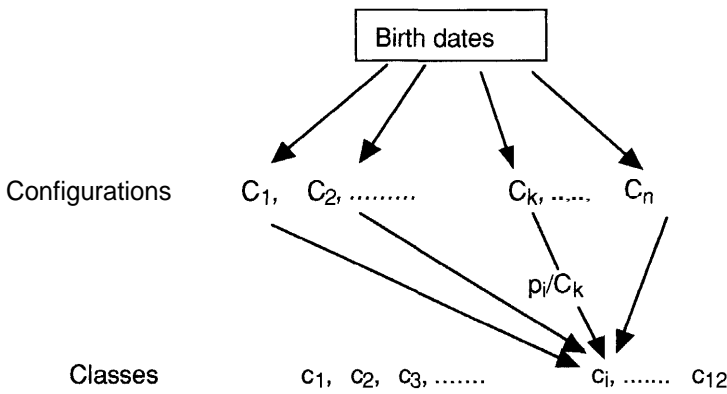 Birth dates
Configurations C1, C2, ......... Ck, ..,.., Cn
pi/Ck
Classes c1, c2, c3, ....... ci, ....... c12